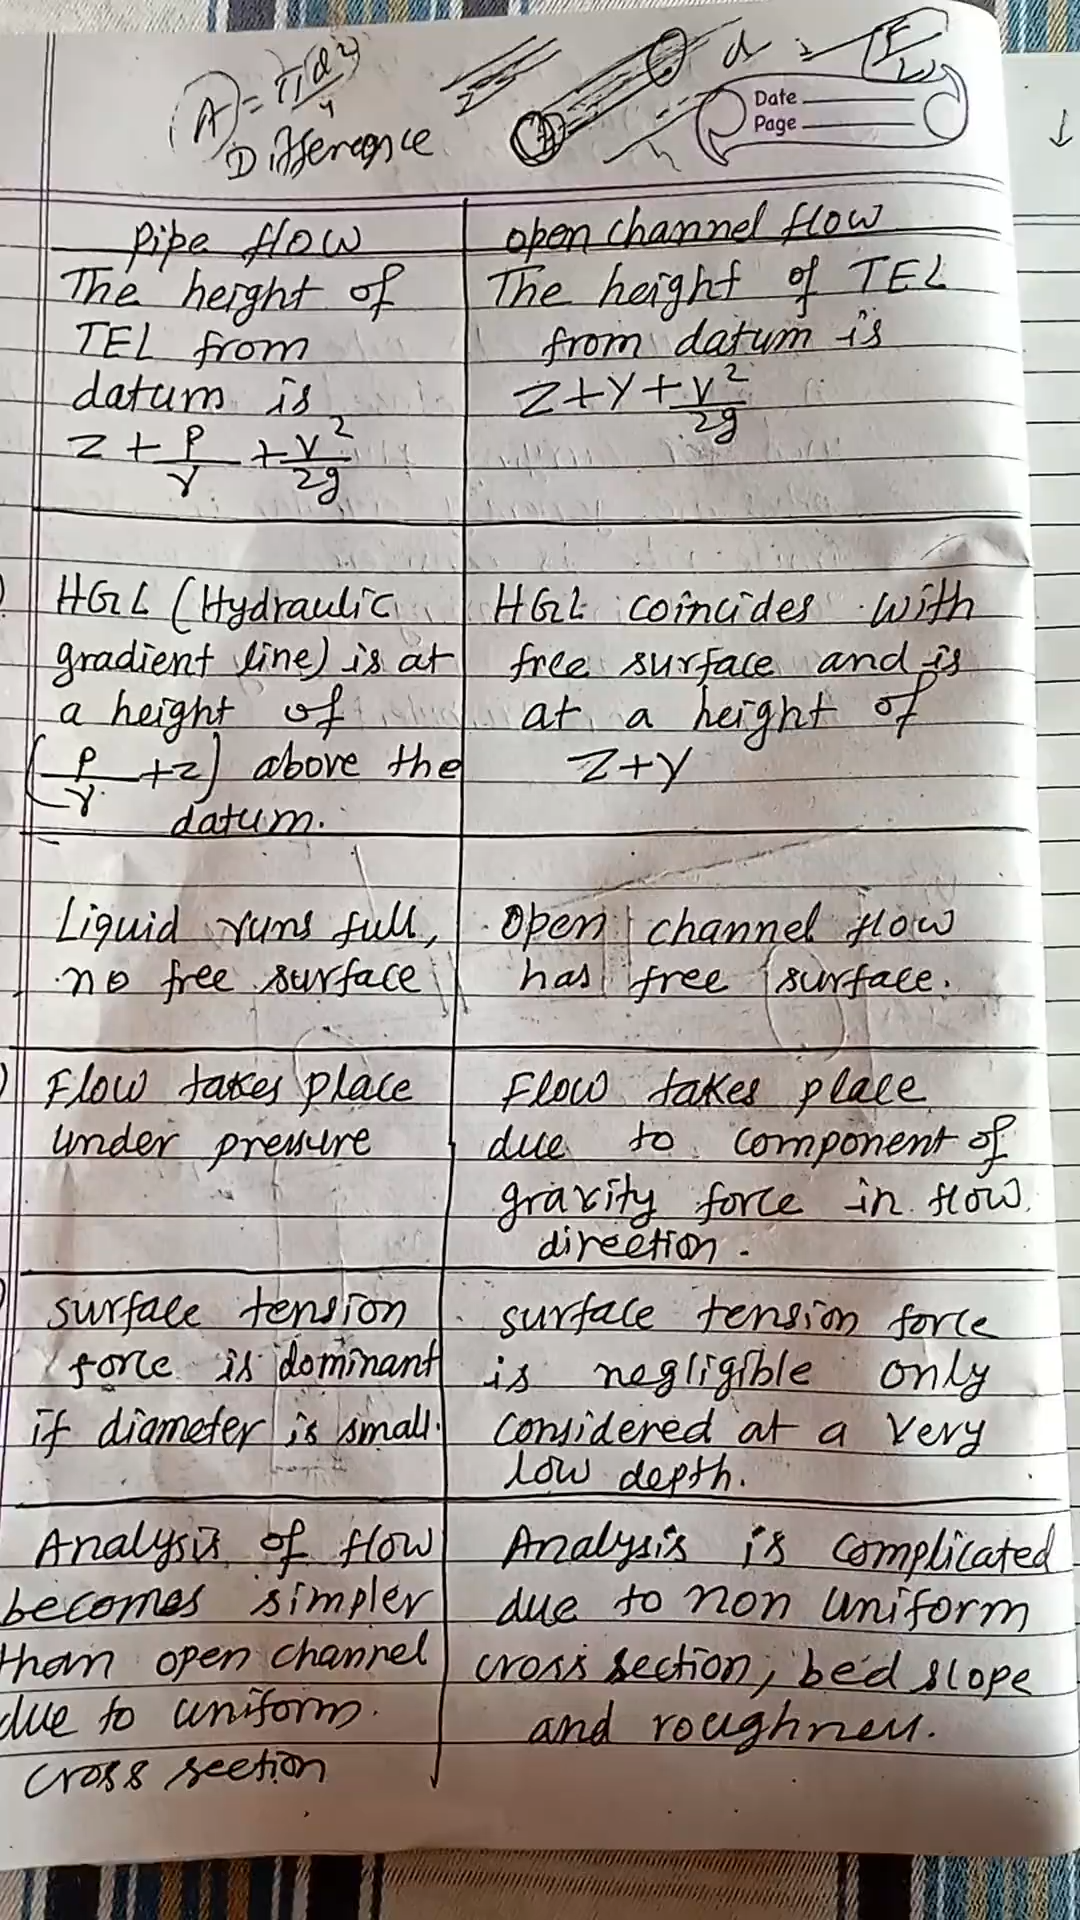 A = πd²/4
d
Date
Page
Difference
pipe flow
The height of
TEL from
datum is
Z + P/γ + V²/2g
open channel flow
The height of TEL
from datum is
Z+Y+V²/2g
HGL (Hydraulic
gradient line) is at
a height of
(P/γ +z) above the
datum.
HGL coincides with
free surface and is
at a height of
Z+Y
Liquid runs full,
no free surface
Open channel flow
has free surface.
Flow takes place
under pressure
Flow takes place
due to component of
gravity force in flow
direction.
surface tension
force is dominant
if diameter is small.
surface tension force
is negligible only
considered at a very
low depth.
Analysis of flow
becomes simpler
than open channel
due to uniform
cross section
Analysis is complicated
due to non uniform
cross section, bed slope
and roughness.